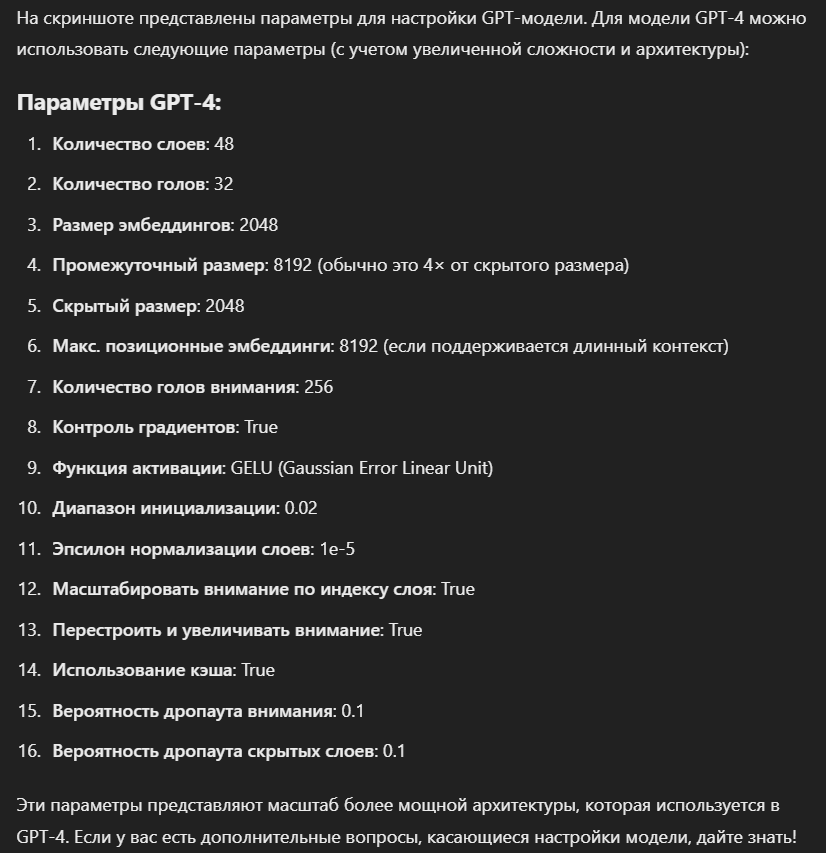 На скриншоте представлены параметры для настройки GPT-модели. Для модели GPT-4 можно
использовать следующие параметры (с учетом увеличенной сложности и архитектуры):
Параметры GPT-4:
1. Количество слоев: 48
2. Количество голов: 32
3. Размер эмбеддингов: 2048
4. Промежуточный размер: 8192 (обычно это 4× от скрытого размера)
5. Скрытый размер: 2048
6. Макс. позиционные эмбеддинги: 8192 (если поддерживается длинный контекст)
7. Количество голов внимания: 256
8. Контроль градиентов: True
9. Функция активации: GELU (Gaussian Error Linear Unit)
10. Диапазон инициализации: 0.02
11. Эпсилон нормализации слоев: 1e-5
12. Масштабировать внимание по индексу слоя: True
13. Перестроить и увеличивать внимание: True
14. Использование кэша: True
15. Вероятность дропаута внимания: 0.1
16. Вероятность дропаута скрытых слоев: 0.1
Эти параметры представляют масштаб более мощной архитектуры, которая используется в
GPT-4. Если у вас есть дополнительные вопросы, касающиеся настройки модели, дайте знать!